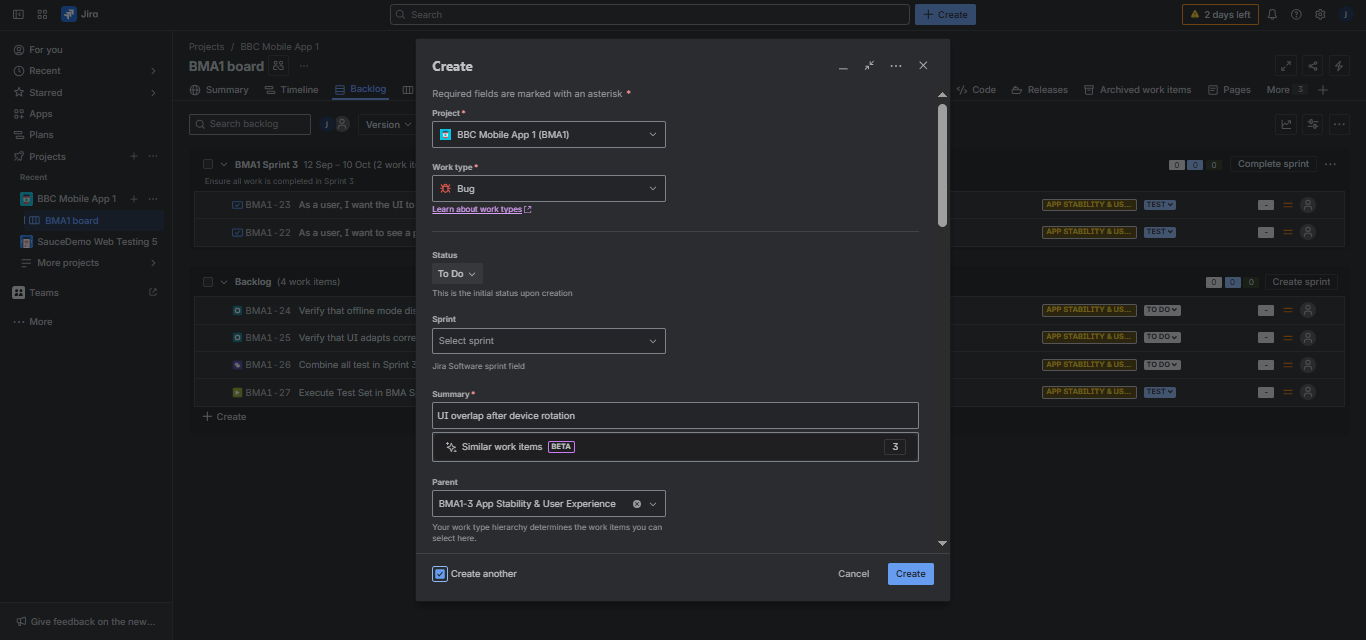 Jira
Search
+ Create
2 days left
J
For you
Recent
Starred
Apps
Plans
Projects
Recent
BBC Mobile App 1
BMA1 board
SauceDemo Web Testing 5
More projects
Teams
More
Give feedback on the new...
Projects / BBC Mobile App 1
BMA1 board
Summary
Timeline
Backlog
Code
Releases
Archived work items
Pages
More 3
Search backlog
J
Version
BMA1 Sprint 3 12 Sep – 10 Oct (2 work it
0 0 0
Complete sprint
Ensure all work is completed in Sprint 3
BMA1-23 As a user, I want the UI to
APP STABILITY & US... TEST -
BMA1-22 As a user, I want to see a p
APP STABILITY & US... TEST -
Backlog (4 work items)
0 0 0
Create sprint
BMA1-24 Verify that offline mode dis
APP STABILITY & US... TO DO -
BMA1-25 Verify that UI adapts corre
APP STABILITY & US... TO DO -
BMA1-26 Combine all test in Sprint 3
APP STABILITY & US... TO DO -
BMA1-27 Execute Test Set in BMA S
APP STABILITY & US... TEST -
+ Create
Create
Required fields are marked with an asterisk *
Project *
BBC Mobile App 1 (BMA1)
Work type *
Bug
Learn about work types
Status
To Do
This is the initial status upon creation
Sprint
Select sprint
Jira Software sprint field
Summary *
UI overlap after device rotation
Similar work items BETA 3
Parent
BMA1-3 App Stability & User Experience
Your work type hierarchy determines the work items you can
select here.
Create another
Cancel
Create